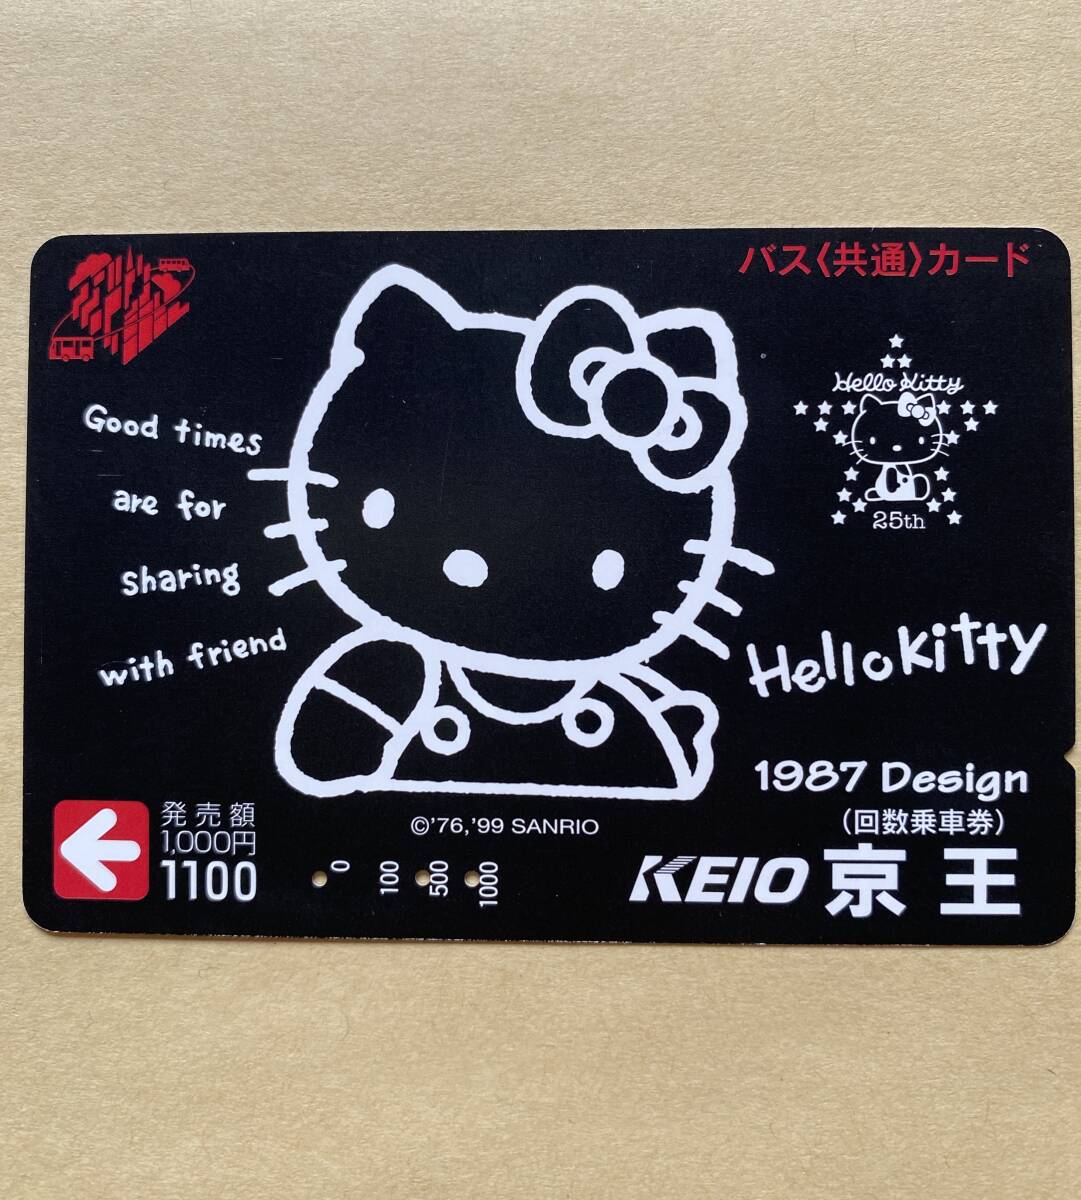 バス〈共通〉カード
Good times
are for
sharing
with friend
Hello Kitty
25th
Hello Kitty
1987 Design
(回数乗車券)
©'76,'99 SANRIO
発売額
1,000円
1100
0
100
500
1000
KEIO 京王